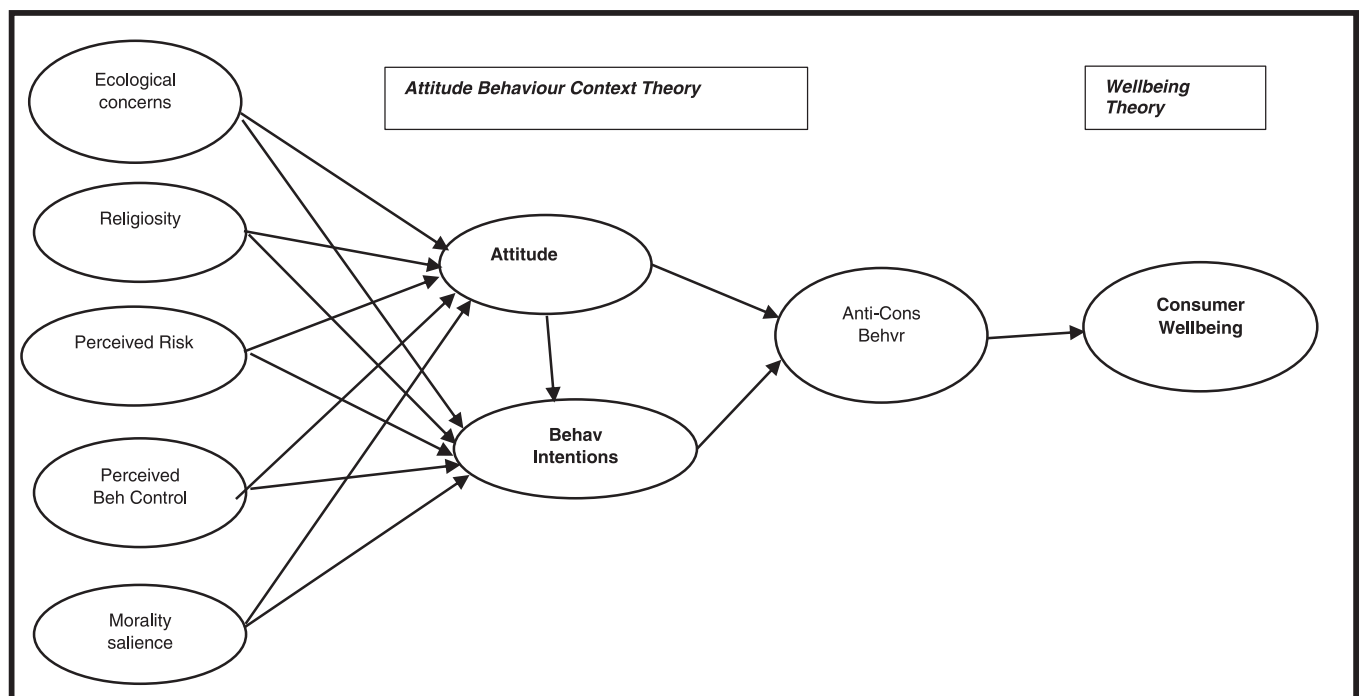 Ecological
concerns
Attitude Behaviour Context Theory
Wellbeing
Theory
Religiosity
Attitude
Perceived Risk
Anti-Cons
Behvr
Consumer
Wellbeing
Behav
Intentions
Perceived
Beh Control
Morality
salience